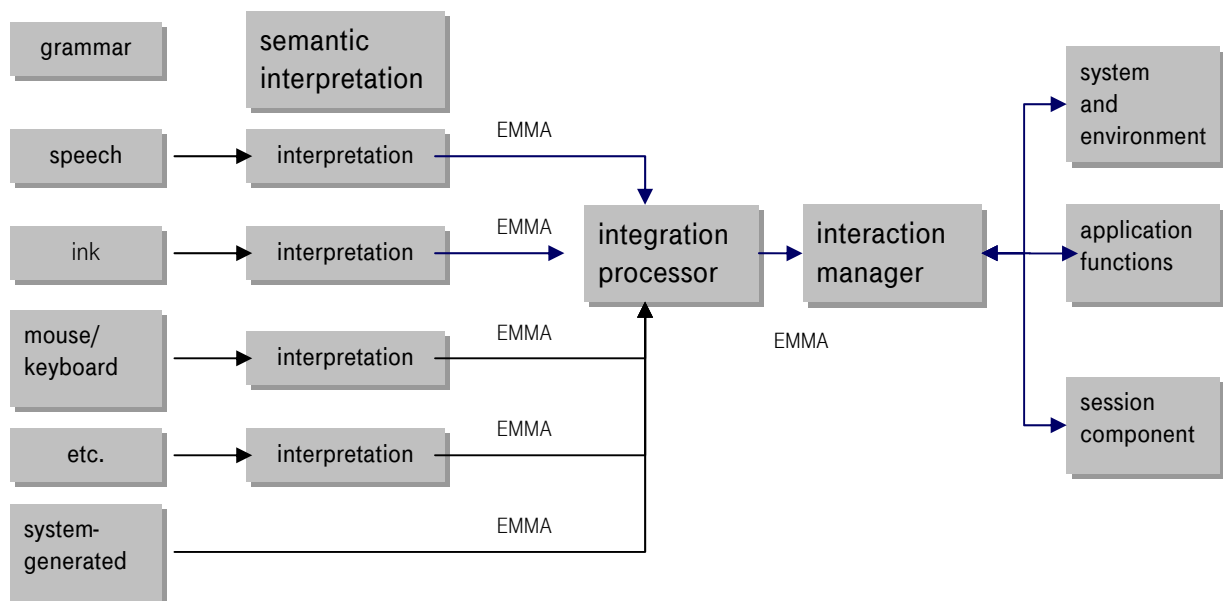 grammar
semantic
interpretation
system
and
environment
speech
interpretation
EMMA
ink
interpretation
EMMA
integration
processor
interaction
manager
application
functions
mouse/
keyboard
interpretation
EMMA
EMMA
etc.
interpretation
EMMA
session
component
system-
generated
EMMA